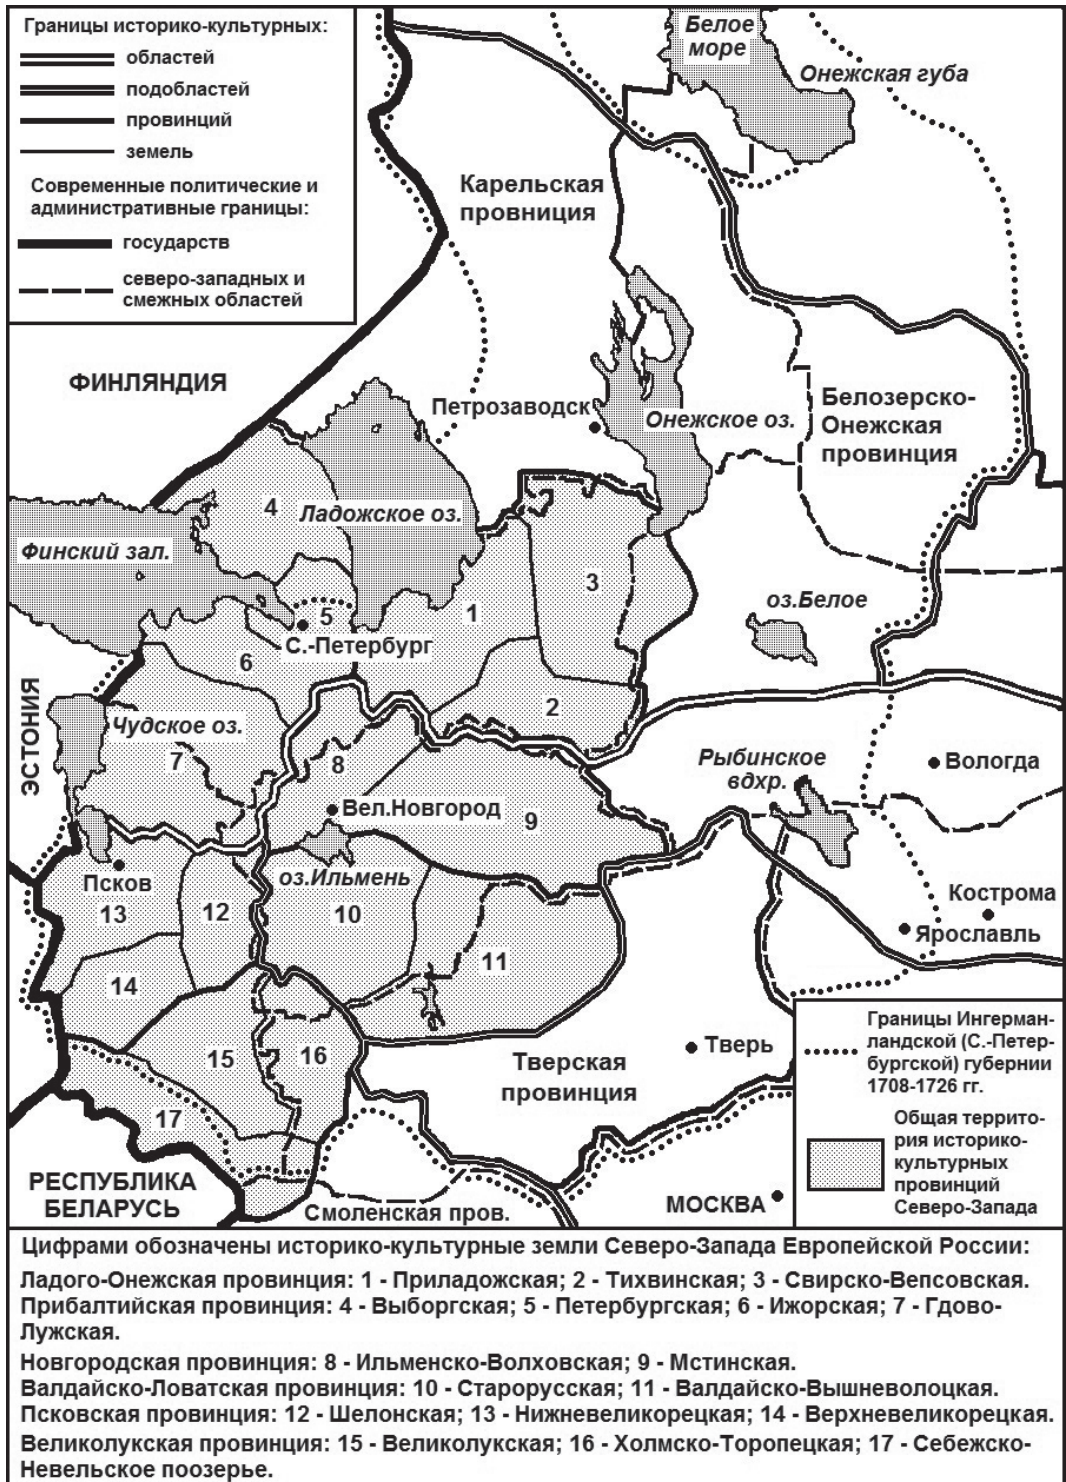 Границы историко-культурных:
областей
подобластей
провинций
земель
Современные политические и
административные границы:
государств
северо-западных и
смежных областей
Белое
море
Онежская губа
Карельская
провниция
ФИНЛЯНДИЯ
Петрозаводск
Онежское оз.
Белозерско-
Онежская
провинция
4
Ладожское оз.
Финский зал.
3
1
оз.Белое
5
С.-Петербург
6
2
ЭСТОНИЯ
Чудское оз.
7
8
Рыбинское
вдхр.
Вологда
Вел.Новгород
9
Псков
оз.Ильмень
13
12
10
Кострома
Ярославль
11
14
15
16
Тверская
провинция
Тверь
17
РЕСПУБЛИКА
БЕЛАРУСЬ
Смоленская пров.
МОСКВА
Границы Ингерман-
ландской (С.-Петер-
бургской) губернии
1708-1726 гг.
Общая террито-
рия историко-
культурных
провинций
Северо-Запада
Цифрами обозначены историко-культурные земли Северо-Запада Европейской России:
Ладого-Онежская провинция: 1 - Приладожская; 2 - Тихвинская; 3 - Свирско-Вепсовская.
Прибалтийская провинция: 4 - Выборгская; 5 - Петербургская; 6 - Ижорская; 7 - Гдово-
Лужская.
Новгородская провинция: 8 - Ильменско-Волховская; 9 - Мстинская.
Валдайско-Ловатская провинция: 10 - Старорусская; 11 - Валдайско-Вышневолоцкая.
Псковская провинция: 12 - Шелонская; 13 - Нижневеликорецкая; 14 - Верхневеликорецкая.
Великолукская провинция: 15 - Великолукская; 16 - Холмско-Торопецкая; 17 - Себежско-
Невельское поозерье.